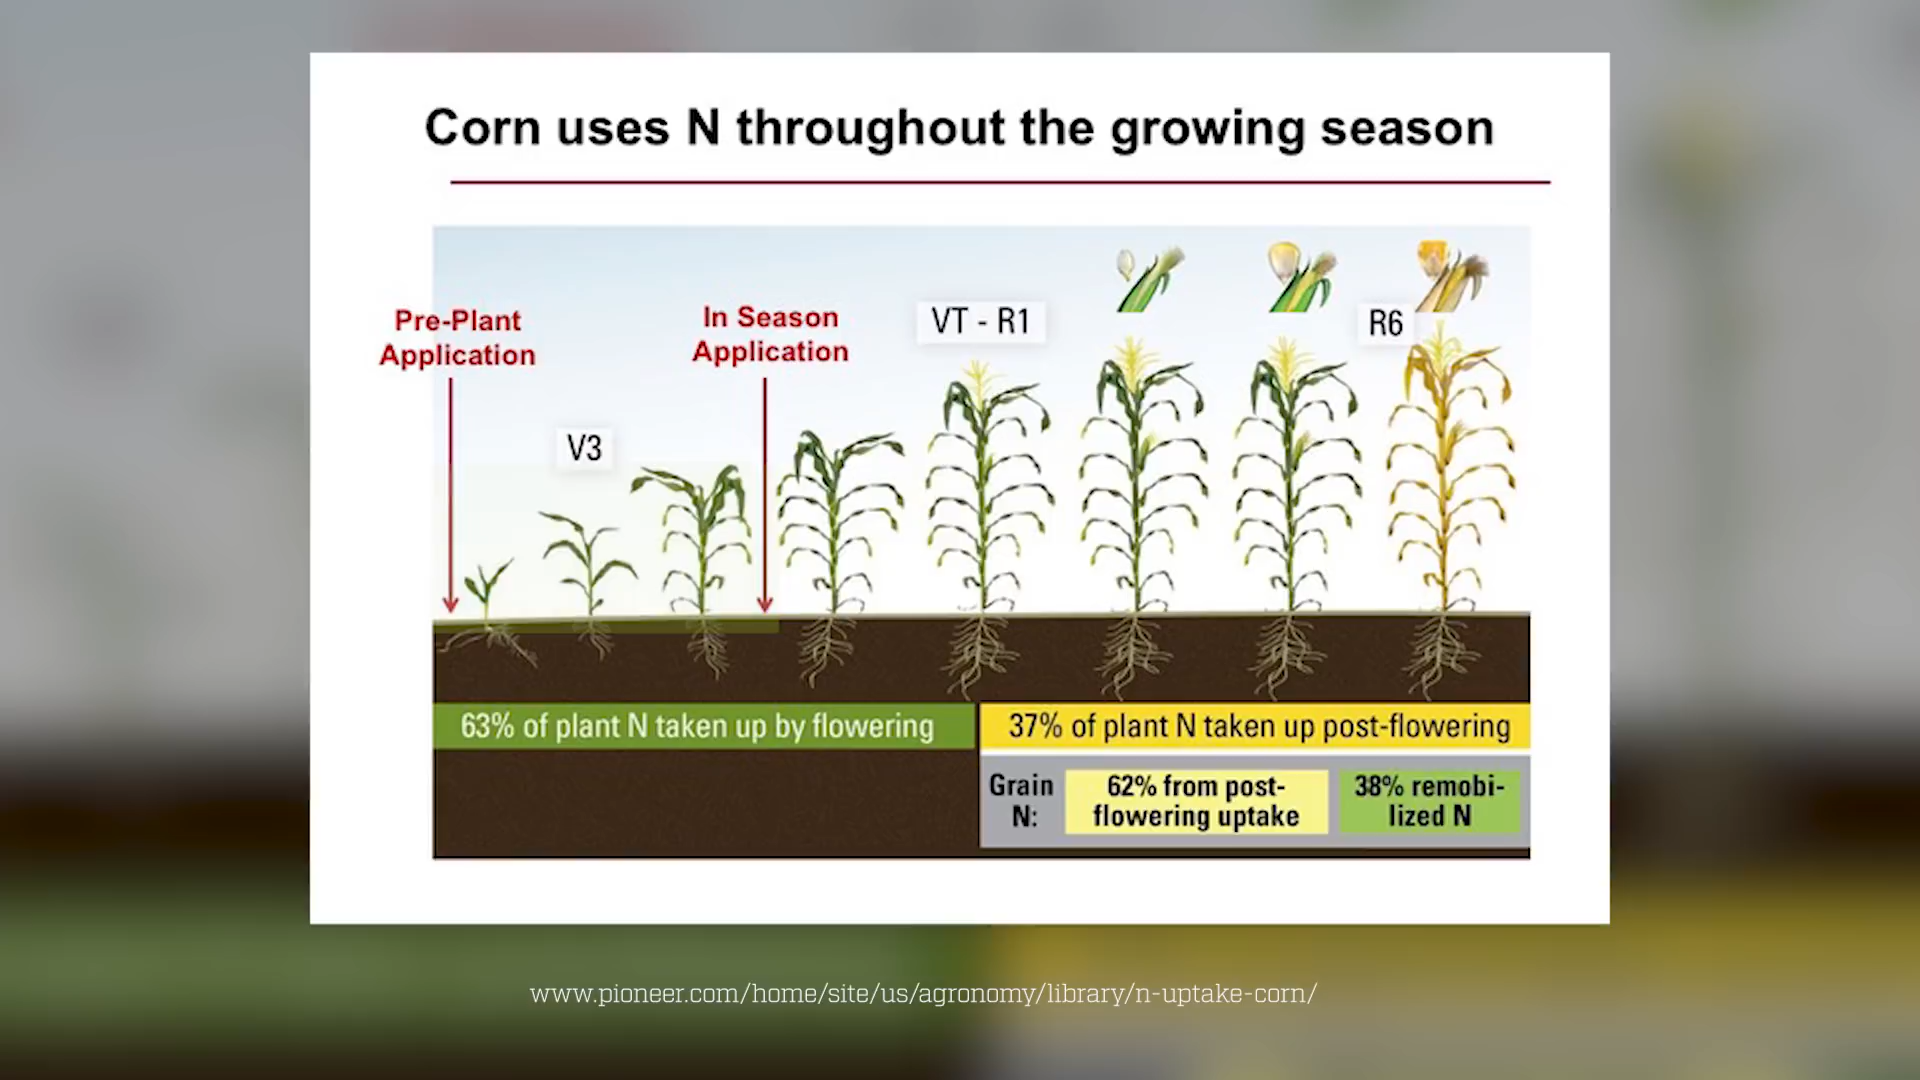 Corn uses N throughout the growing season
Pre-Plant
Application
In Season
Application
V3
VT - R1
R6
63% of plant N taken up by flowering
37% of plant N taken up post-flowering
Grain
N:
62% from post-
flowering uptake
38% remobi-
lized N
www.pioneer.com/home/site/us/agronomy/library/n-uptake-corn/